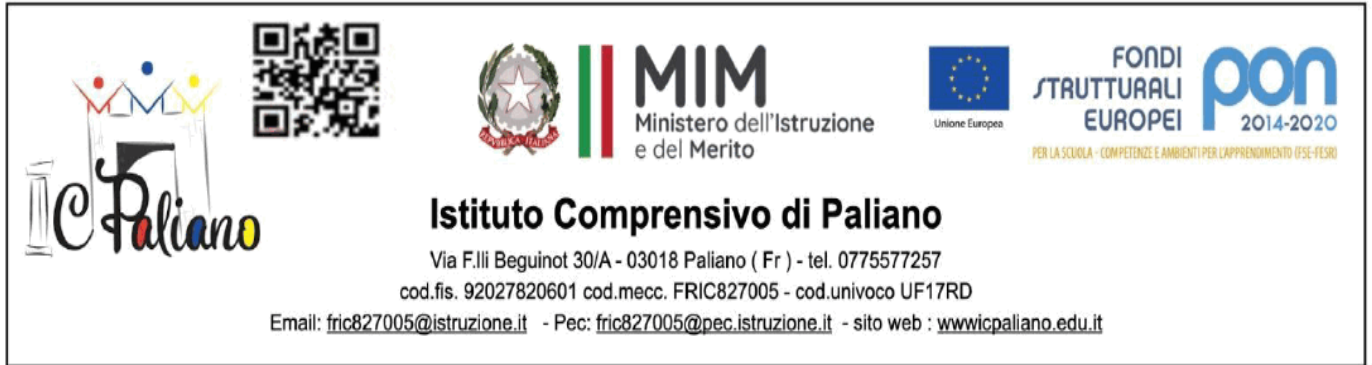 IC Paliano
REPVBBLICA ITALIANA
MIM
Ministero dell'Istruzione
e del Merito
Unione Europea
FONDI
STRUTTURALI
EUROPEI
pon
2014-2020
PER LA SCUOLA - COMPETENZE E AMBIENTI PER L'APPRENDIMENTO (FSE-FESR)
Istituto Comprensivo di Paliano
Via F.lli Beguinot 30/A - 03018 Paliano ( Fr ) - tel. 0775577257
cod.fis. 92027820601 cod.mecc. FRIC827005 - cod.univoco UF17RD
Email: fric827005@istruzione.it - Pec: fric827005@pec.istruzione.it - sito web : wwwicpaliano.edu.it